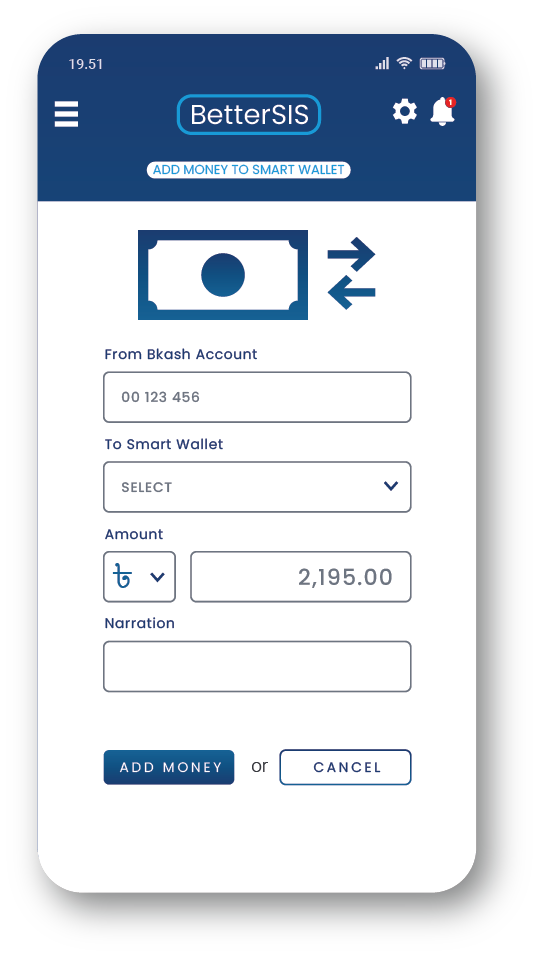 19.51
BetterSIS
1
ADD MONEY TO SMART WALLET
From Bkash Account
00 123 456
To Smart Wallet
SELECT
Amount
৳ 2,195.00
Narration
ADD MONEY or CANCEL